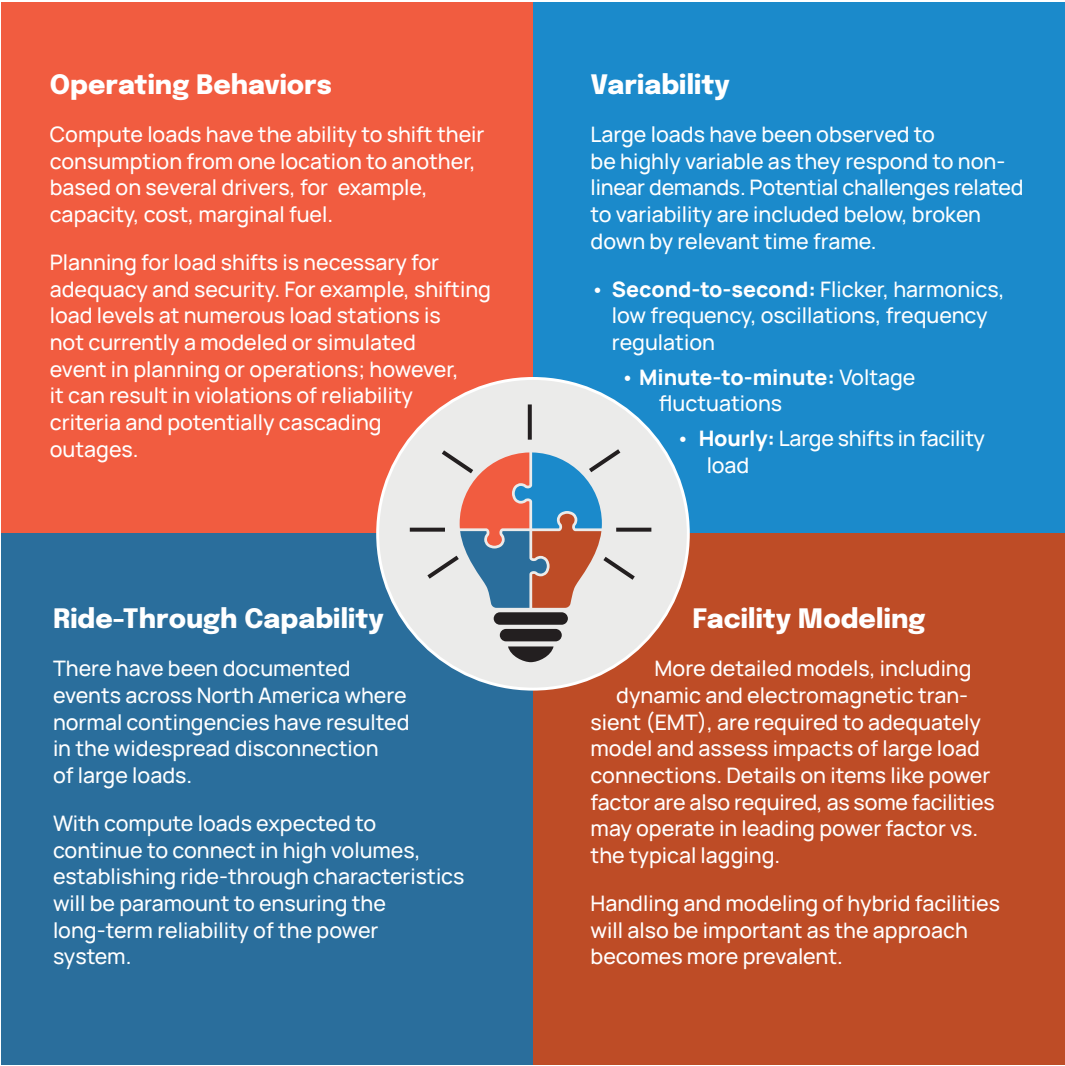 Operating Behaviors
Compute loads have the ability to shift their
consumption from one location to another,
based on several drivers, for example,
capacity, cost, marginal fuel.
Planning for load shifts is necessary for
adequacy and security. For example, shifting
load levels at numerous load stations is
not currently a modeled or simulated
event in planning or operations; however,
it can result in violations of reliability
criteria and potentially cascading
outages.
Variability
Large loads have been observed to
be highly variable as they respond to non-
linear demands. Potential challenges related
to variability are included below, broken
down by relevant time frame.
• Second-to-second: Flicker, harmonics,
low frequency, oscillations, frequency
regulation
• Minute-to-minute: Voltage
fluctuations
• Hourly: Large shifts in facility
load
Ride-Through Capability
There have been documented
events across North America where
normal contingencies have resulted
in the widespread disconnection
of large loads.
With compute loads expected to
continue to connect in high volumes,
establishing ride-through characteristics
will be paramount to ensuring the
long-term reliability of the power
system.
Facility Modeling
More detailed models, including
dynamic and electromagnetic tran-
sient (EMT), are required to adequately
model and assess impacts of large load
connections. Details on items like power
factor are also required, as some facilities
may operate in leading power factor vs.
the typical lagging.
Handling and modeling of hybrid facilities
will also be important as the approach
becomes more prevalent.